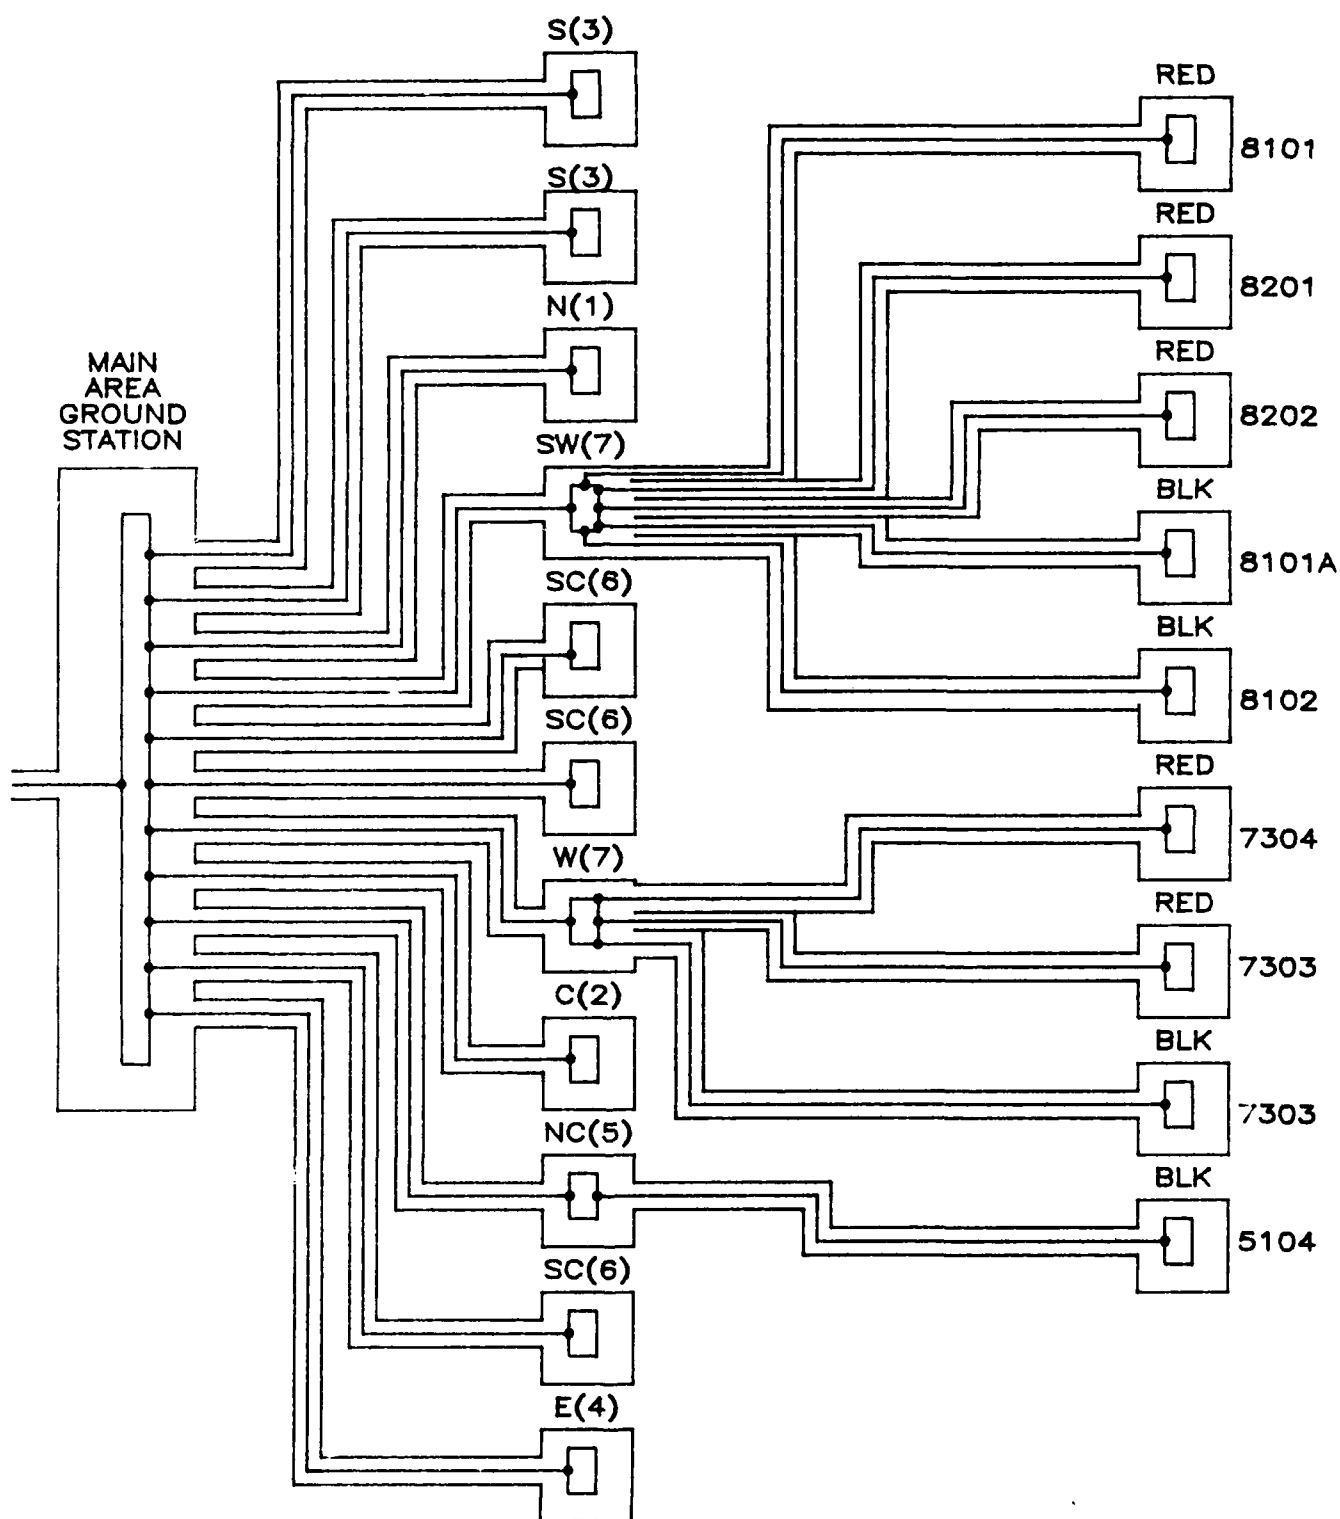 MAIN
AREA
GROUND
STATION
S(3)
S(3)
N(1)
SW(7)
SC(6)
SC(6)
W(7)
C(2)
NC(5)
SC(6)
E(4)
RED
8101
RED
8201
RED
8202
BLK
8101A
BLK
8102
RED
7304
RED
7303
BLK
7303
BLK
5104